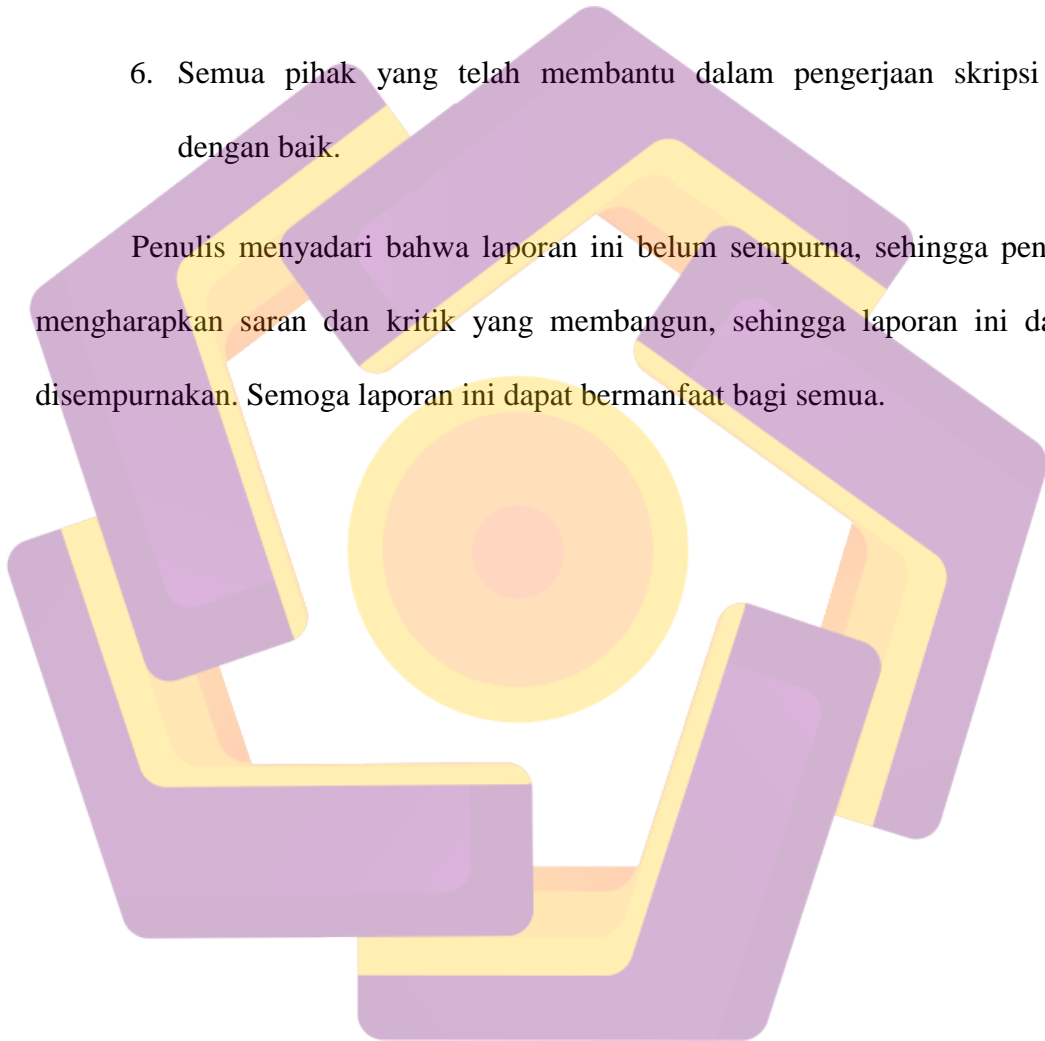 6. Semua pihak yang telah membantu dalam pengerjaan skripsi
dengan baik.
Penulis menyadari bahwa laporan ini belum sempurna, sehingga
mengharapkan saran dan kritik yang membangun, sehingga laporan ini
disempurnakan. Semoga laporan ini dapat bermanfaat bagi semua.